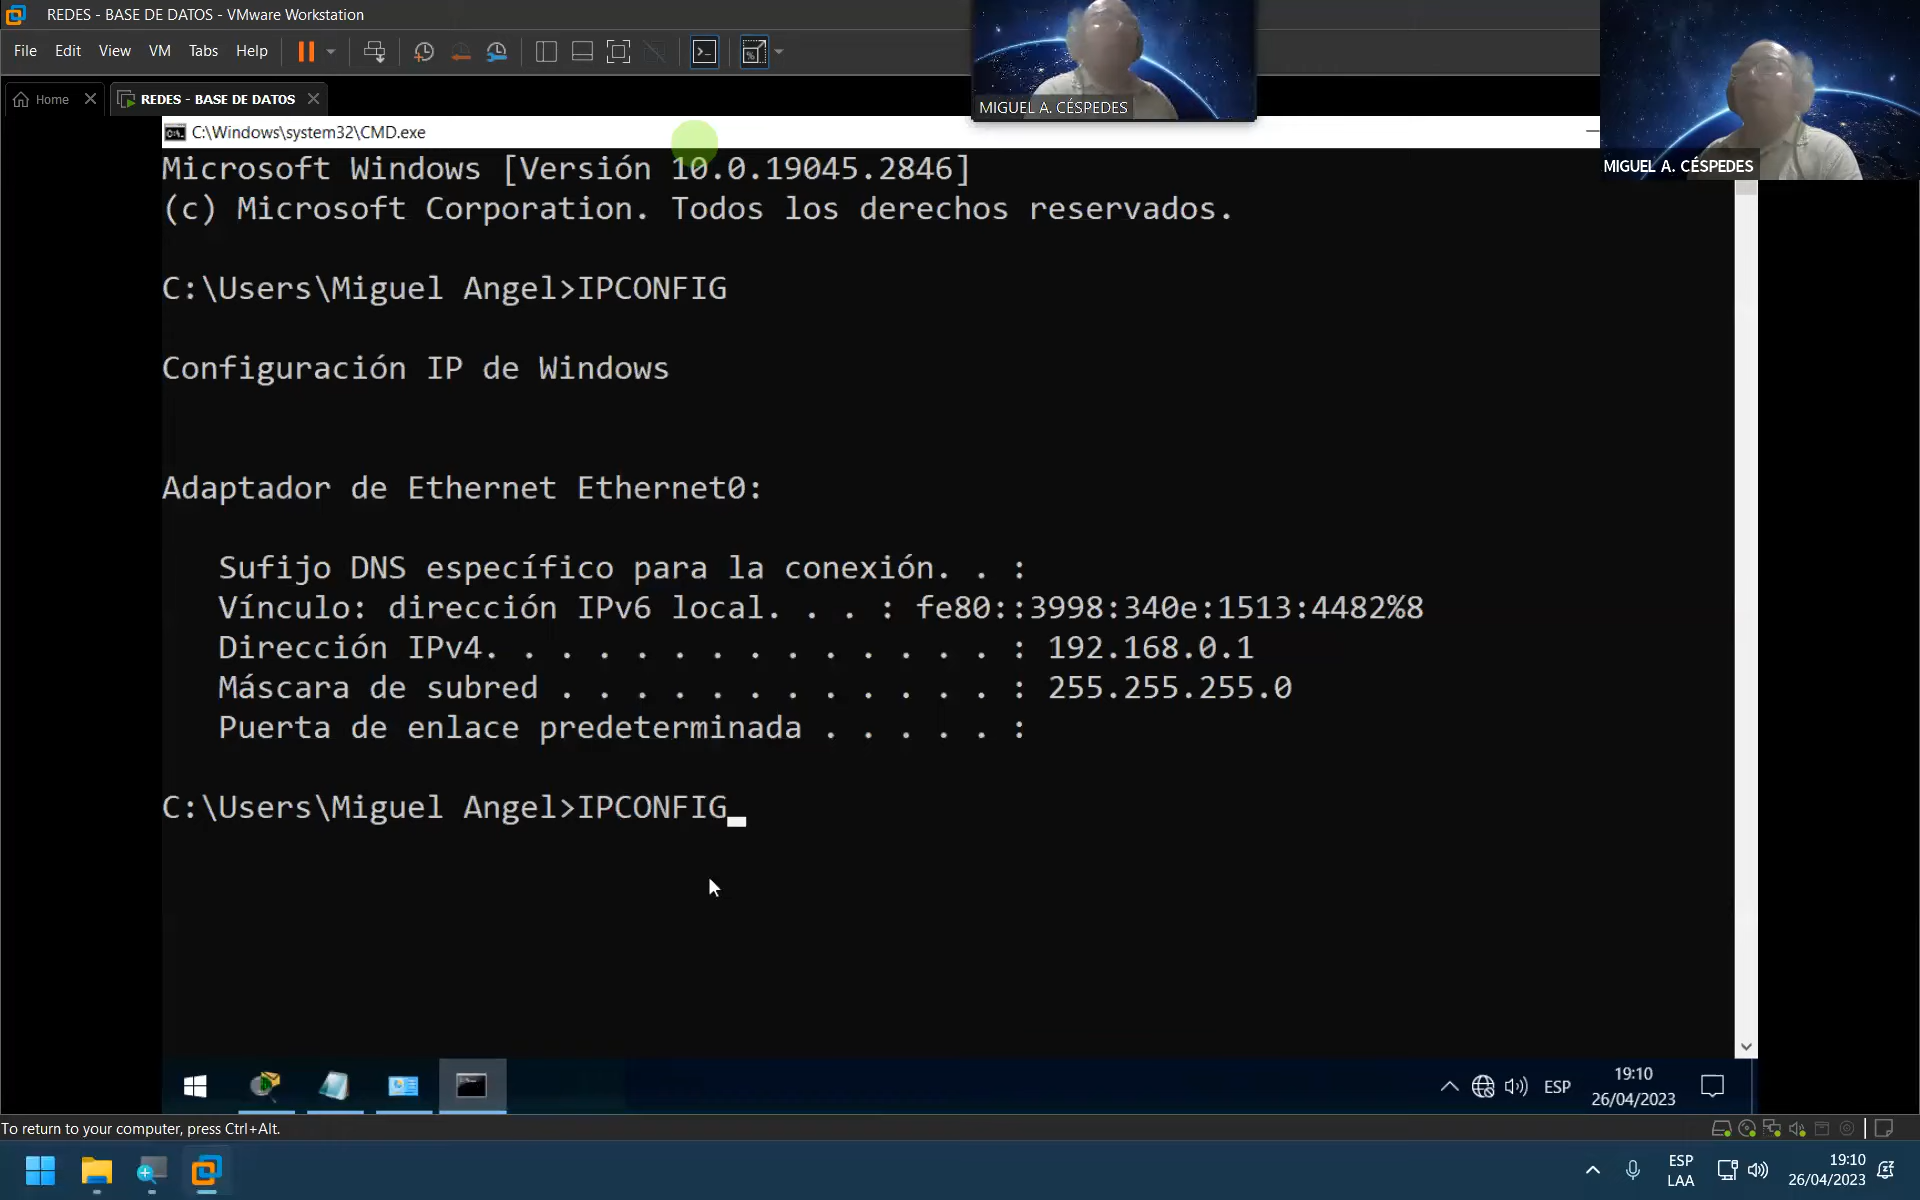 REDES - BASE DE DATOS - VMware Workstation
File Edit View VM Tabs Help
Home
REDES - BASE DE DATOS
MIGUEL A. CÉSPEDES
MIGUEL A. CÉSPEDES
C:\Windows\system32\CMD.exe
Microsoft Windows [Versión 10.0.19045.2846]
(c) Microsoft Corporation. Todos los derechos reservados.
C:\Users\Miguel Angel>IPCONFIG
Configuración IP de Windows
Adaptador de Ethernet Ethernet0:
Sufijo DNS específico para la conexión. . :
Vínculo: dirección IPv6 local. . . : fe80::3998:340e:1513:4482%8
Dirección IPv4. . . . . . . . . . . . . . : 192.168.0.1
Máscara de subred . . . . . . . . . . . . : 255.255.255.0
Puerta de enlace predeterminada . . . . . :
C:\Users\Miguel Angel>IPCONFIG_
ESP
19:10
26/04/2023
To return to your computer, press Ctrl+Alt.
ESP
LAA
19:10
26/04/2023